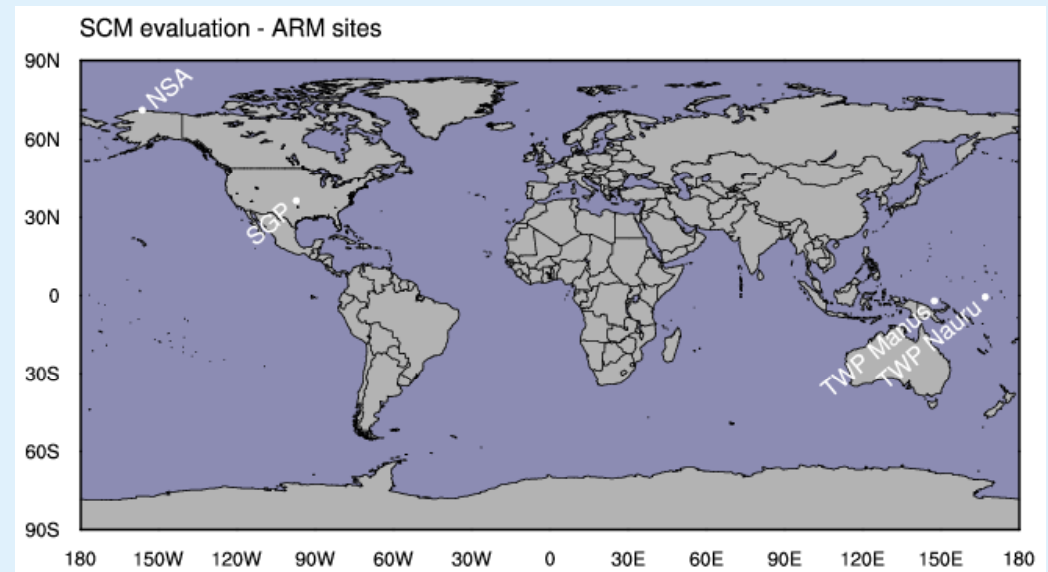 SCM evaluation - ARM sites
90N
NSA
60N
30N
SGP
0
TWP Manus
TWP Nauru
30S
60S
90S
180 150W 120W 90W 60W 30W 0 30E 60E 90E 120E 150E 180